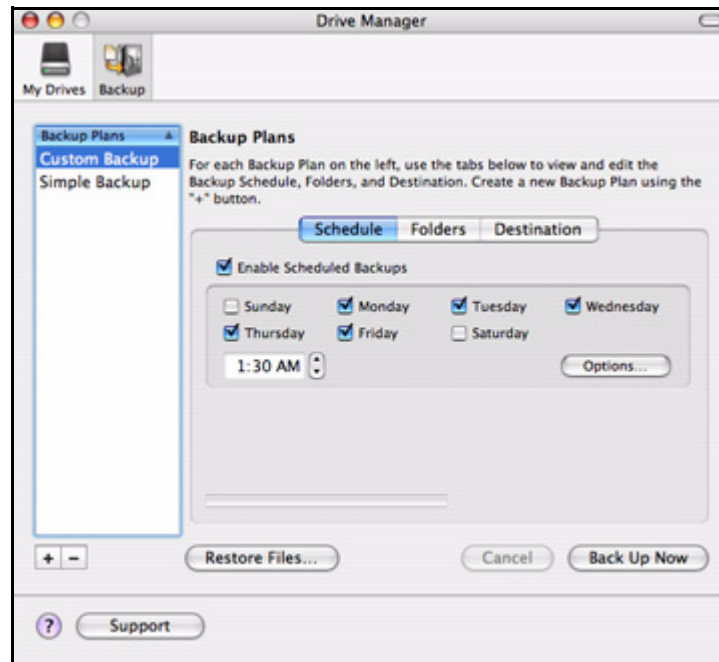 Drive Manager
My Drives Backup
Backup Plans
Custom Backup
Simple Backup
Backup Plans
For each Backup Plan on the left, use the tabs below to view and edit the
Backup Schedule, Folders, and Destination. Create a new Backup Plan using the
"+" button.
Schedule Folders Destination
Enable Scheduled Backups
Sunday Monday Tuesday Wednesday
Thursday Friday Saturday
1:30 AM Options...
+ −
Restore Files... Cancel Back Up Now
? Support